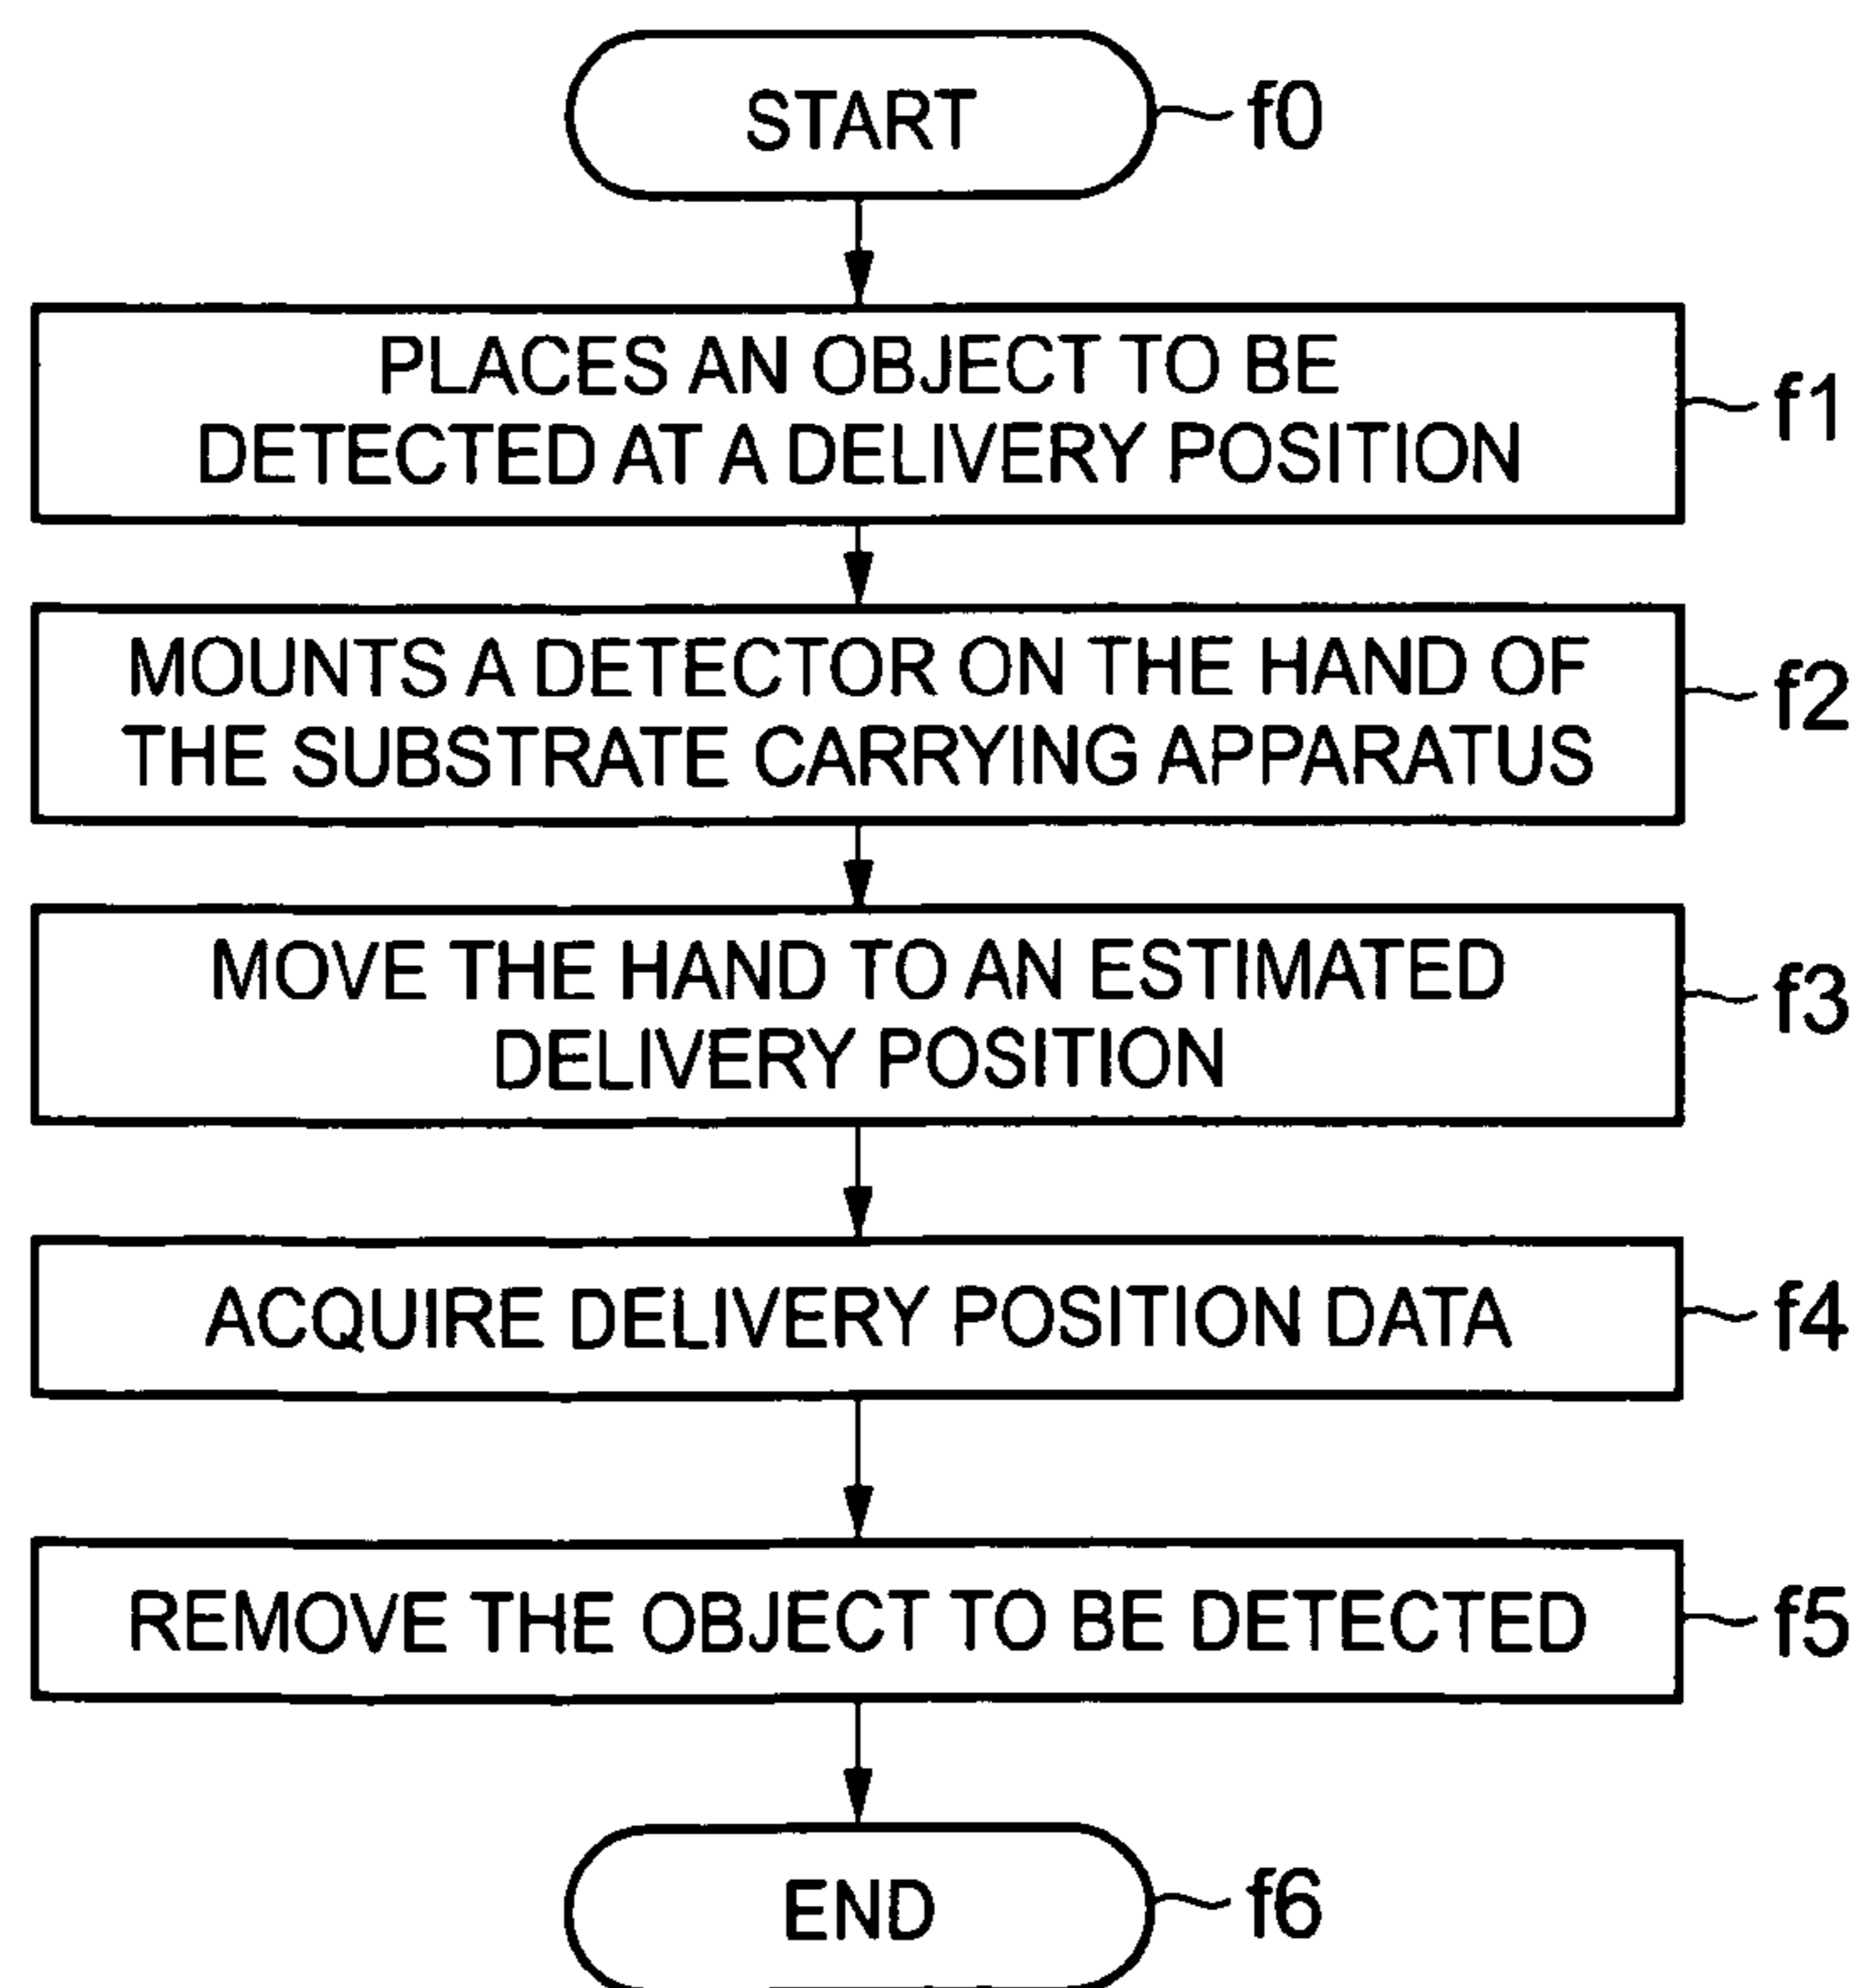 START
f0
PLACES AN OBJECT TO BE
DETECTED AT A DELIVERY POSITION
f1
MOUNTS A DETECTOR ON THE HAND OF
THE SUBSTRATE CARRYING APPARATUS
f2
MOVE THE HAND TO AN ESTIMATED
DELIVERY POSITION
f3
ACQUIRE DELIVERY POSITION DATA
f4
REMOVE THE OBJECT TO BE DETECTED
f5
END
f6